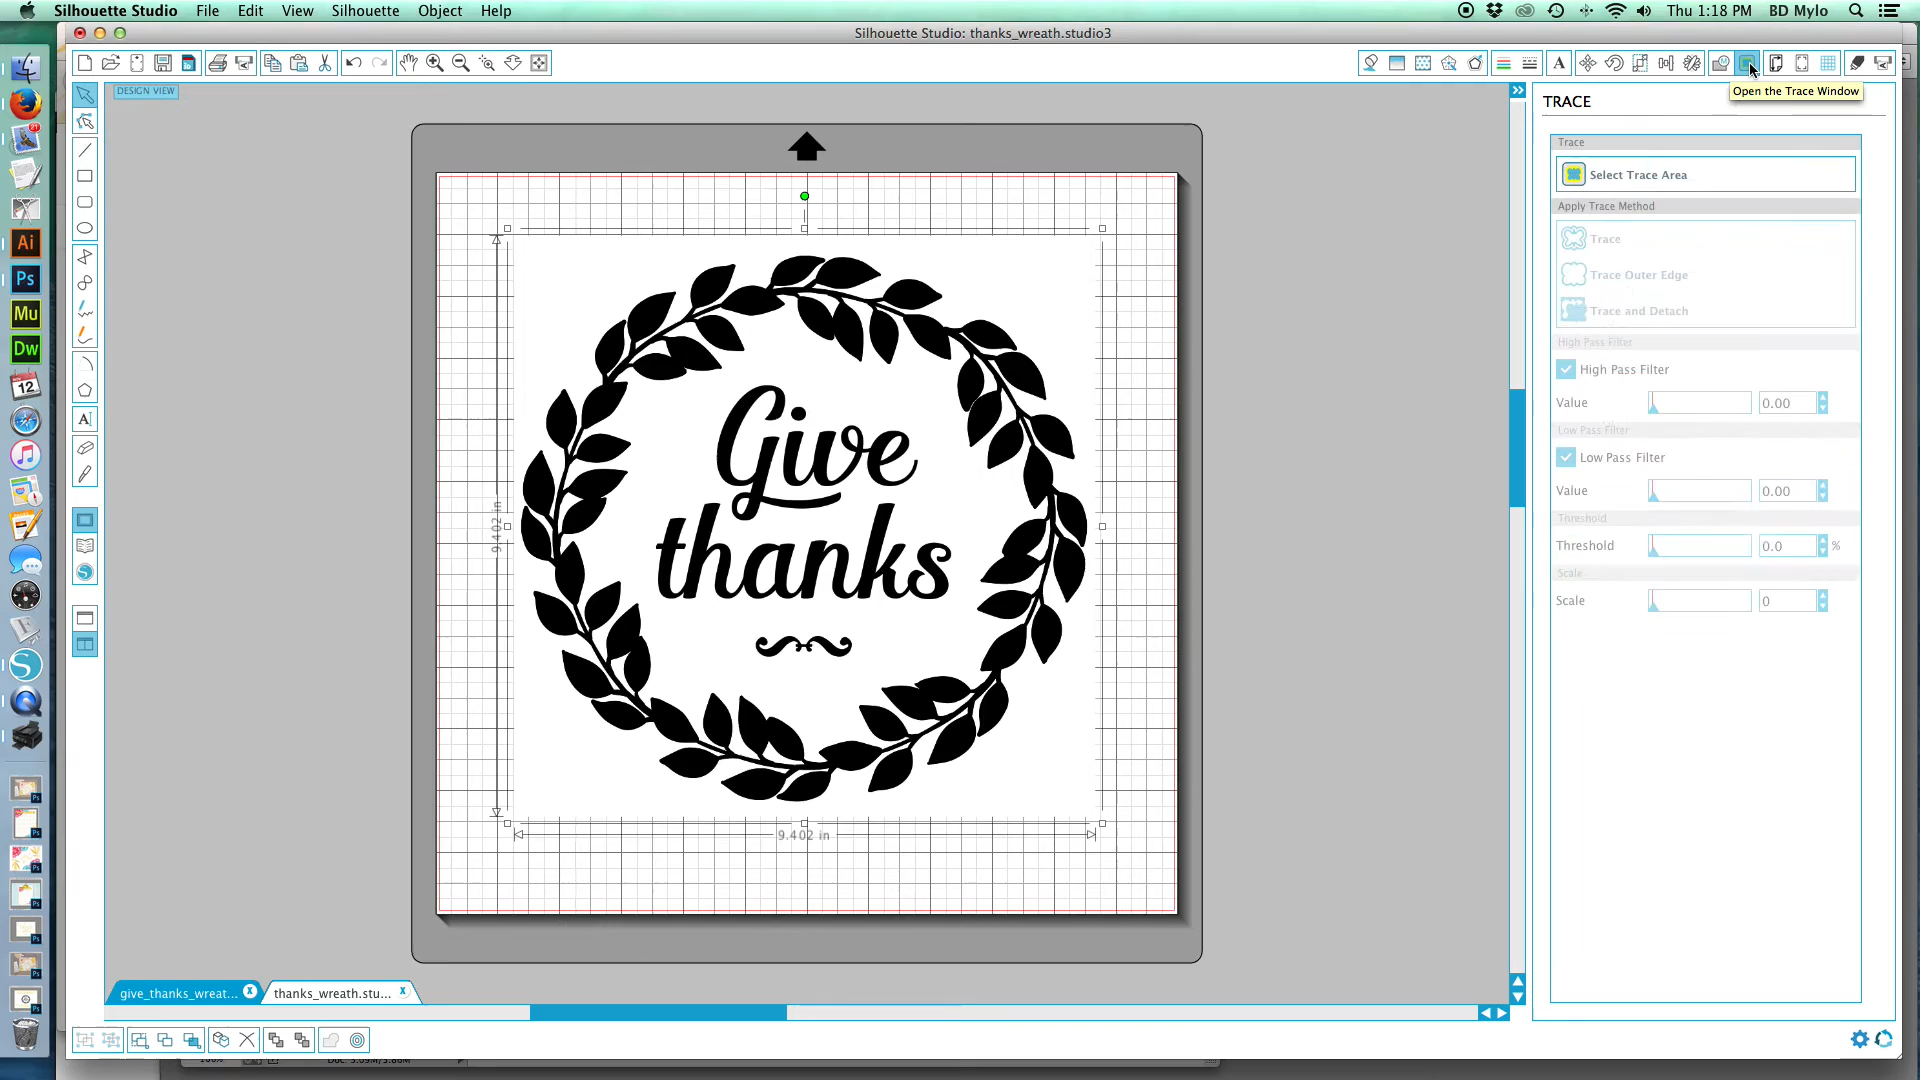 Silhouette Studio File Edit View Silhouette Object Help
Thu 1:18 PM BD Mylo
Silhouette Studio: thanks_wreath.studio3
A
Open the Trace Window
DESIGN VIEW
TRACE
Trace
Select Trace Area
Apply Trace Method
Trace
Trace Outer Edge
Trace and Detach
High Pass Filter
High Pass Filter
Value 0.00
Low Pass Filter
Low Pass Filter
Value 0.00
Threshold
Threshold 0.0 %
Scale
Scale 0
Give
thanks
9.402 in
9.402 in
Ai
Ps
Mu
Dw
12
give_thanks_wreat... x
thanks_wreath.stu... x